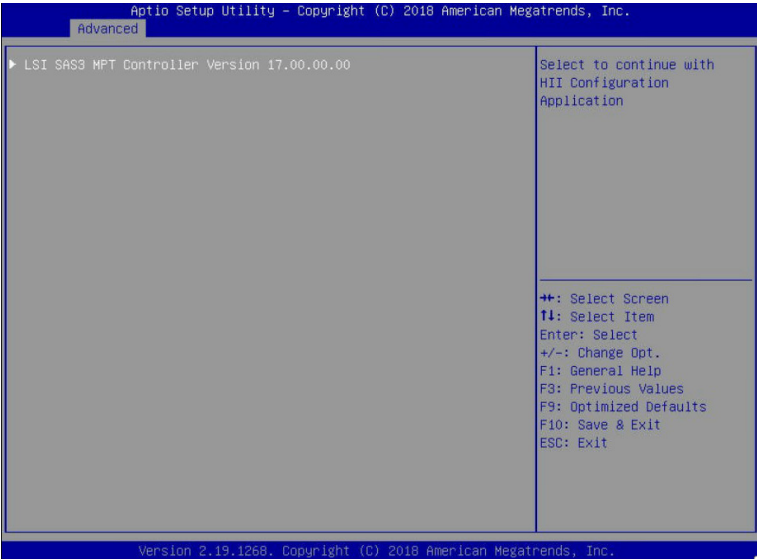 Aptio Setup Utility – Copyright (C) 2018 American Megatrends, Inc.
Advanced
▶ LSI SAS3 MPT Controller Version 17.00.00.00
Select to continue with
HII Configuration
Application
→←: Select Screen
↑↓: Select Item
Enter: Select
+/-: Change Opt.
F1: General Help
F3: Previous Values
F9: Optimized Defaults
F10: Save & Exit
ESC: Exit
Version 2.19.1268. Copyright (C) 2018 American Megatrends, Inc.